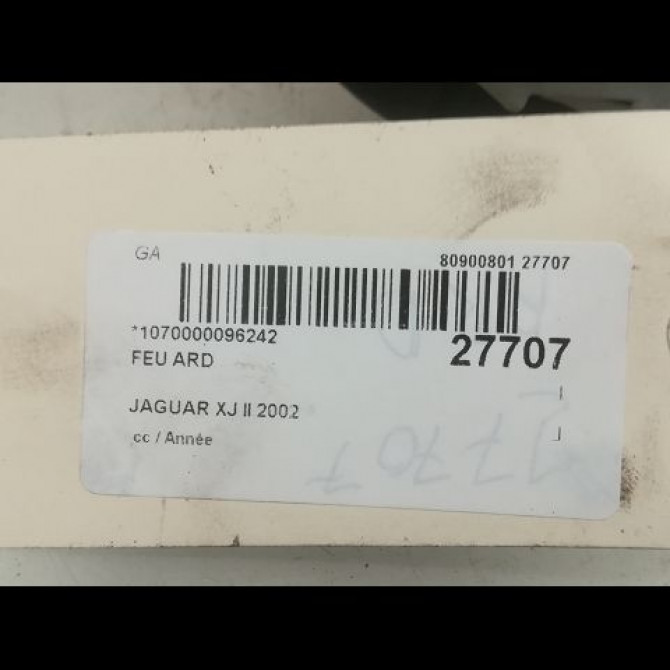 GA
80900801 27707
*1070000096242
27707
FEU ARD
JAGUAR XJ II 2002
cc / Année
27707